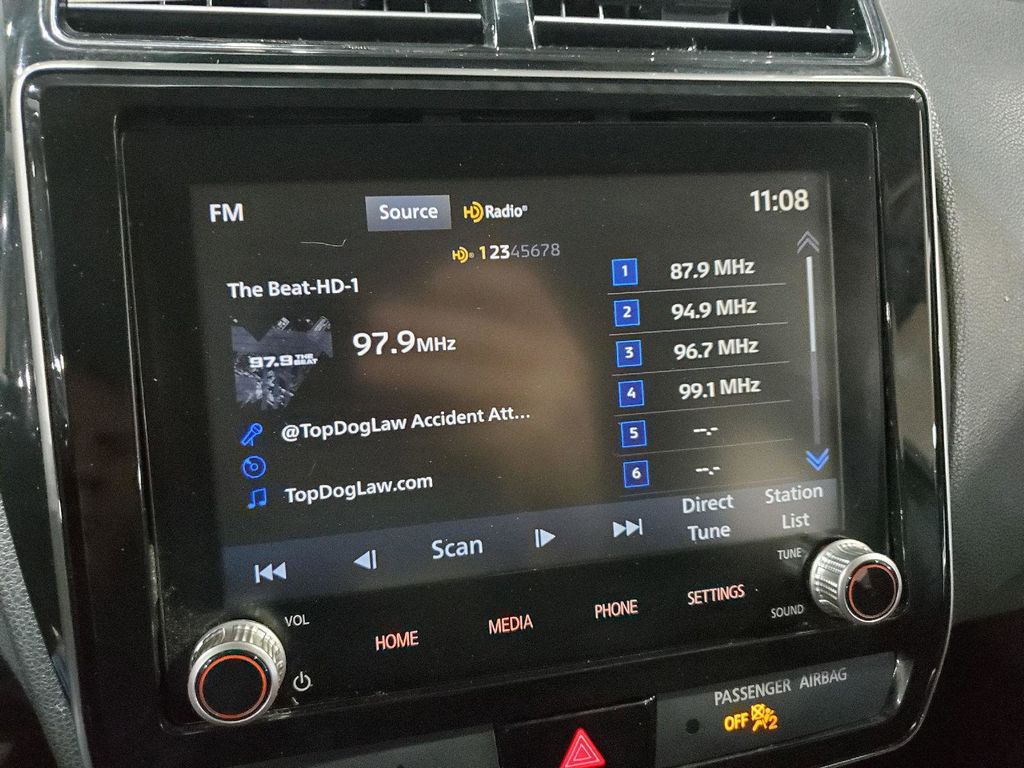 FM
Source
HD Radio®
11:08
HD® 12345678
The Beat-HD-1
97.9 THE BEAT
97.9MHz
@TopDogLaw Accident Att...
TopDogLaw.com
1 87.9 MHz
2 94.9 MHz
3 96.7 MHz
4 99.1 MHz
5 --.-
6 --.-
Scan
Direct Tune
Station List
VOL
HOME
MEDIA
PHONE
SETTINGS
TUNE
SOUND
PASSENGER AIRBAG
OFF 2